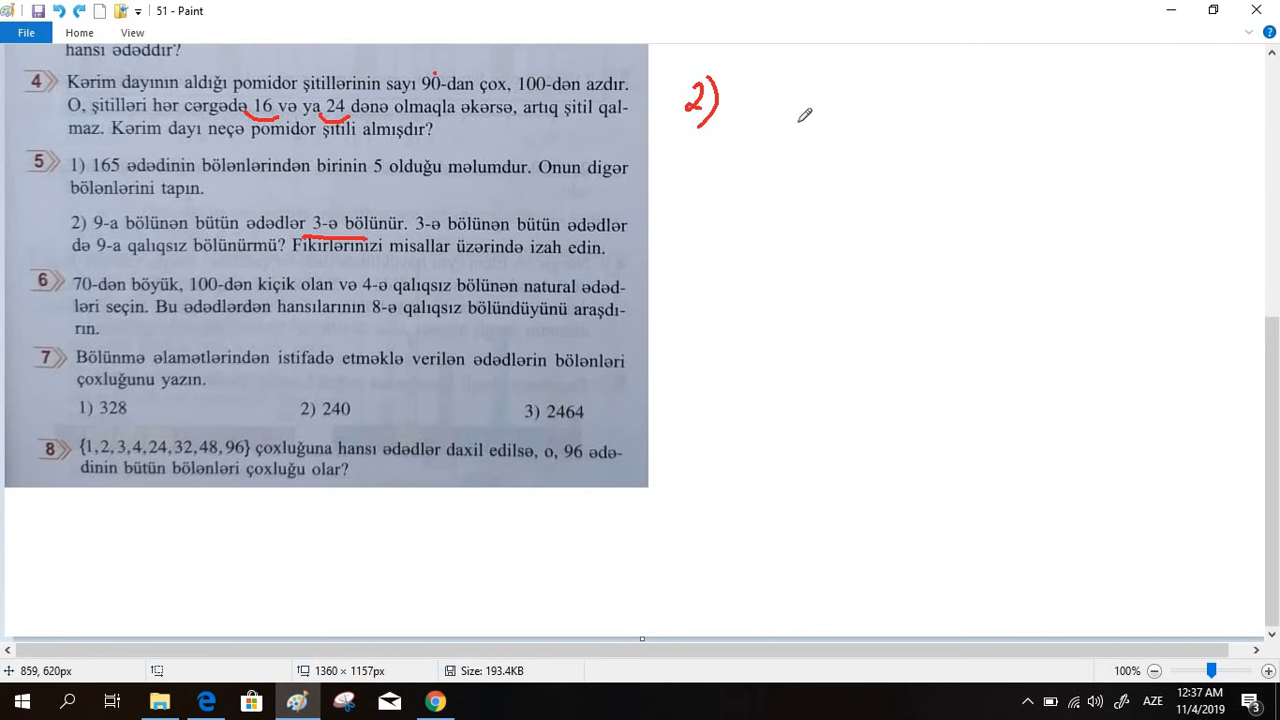 51 - Paint
File
Home
View
hansı ədəddir?
4 Kərim dayının aldığı pomidor şitillərinin sayı 90-dan çox, 100-dən azdır.
O, şitilləri hər cərgədə 16 və ya 24 dənə olmaqla əkərsə, artıq şitil qal-
maz. Kərim dayı neçə pomidor şitili almışdır?
5 1) 165 ədədinin bölənlərindən birinin 5 olduğu məlumdur. Onun digər
bölənlərini tapın.
2) 9-a bölünən bütün ədədlər 3-ə bölünür. 3-ə bölünən bütün ədədlər
də 9-a qalıqsız bölünürmü? Fikirlərinizi misallar üzərində izah edin.
6 70-dən böyük, 100-dən kiçik olan və 4-ə qalıqsız bölünən natural ədəd-
ləri seçin. Bu ədədlərdən hansılarının 8-ə qalıqsız bölündüyünü araşdı-
rın.
7 Bölünmə əlamətlərindən istifadə etməklə verilən ədədlərin bölənləri
çoxluğunu yazın.
1) 328 2) 240 3) 2464
8 {1,2,3,4,24,32,48,96} çoxluğuna hansı ədədlər daxil edilsə, o, 96 ədə-
dinin bütün bölənləri çoxluğu olar?
2)
859, 620px
1360 × 1157px
Size: 193.4KB
100%
AZE
12:37 AM
11/4/2019
3